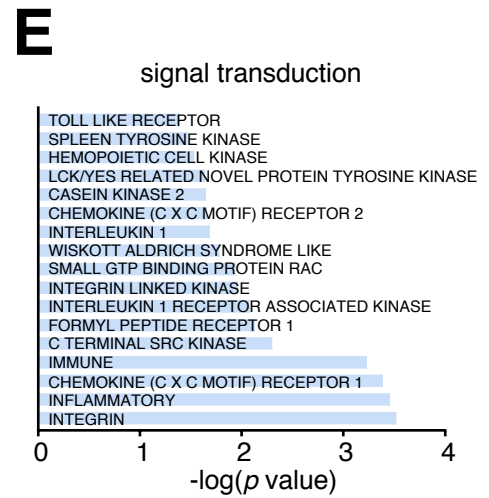 E
signal transduction
TOLL LIKE RECEPTOR
SPLEEN TYROSINE KINASE
HEMOPOIETIC CELL KINASE
LCK/YES RELATED NOVEL PROTEIN TYROSINE KINASE
CASEIN KINASE 2
CHEMOKINE (C X C MOTIF) RECEPTOR 2
INTERLEUKIN 1
WISKOTT ALDRICH SYNDROME LIKE
SMALL GTP BINDING PROTEIN RAC
INTEGRIN LINKED KINASE
INTERLEUKIN 1 RECEPTOR ASSOCIATED KINASE
FORMYL PEPTIDE RECEPTOR 1
C TERMINAL SRC KINASE
IMMUNE
CHEMOKINE (C X C MOTIF) RECEPTOR 1
INFLAMMATORY
INTEGRIN
0 1 2 3 4
-log(p value)